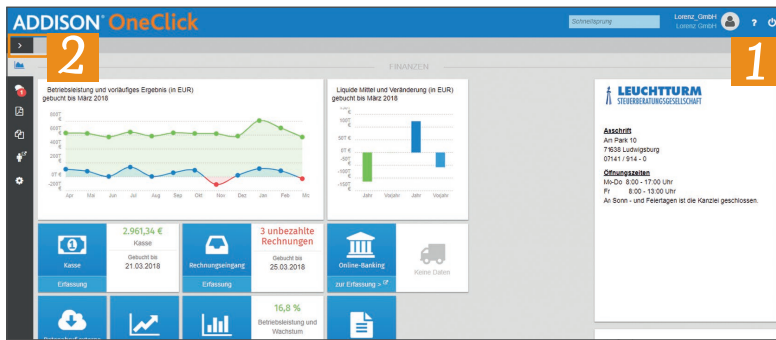 ADDISON® OneClick
Schnellsprung
Lorenz_GmbH
Lorenz GmbH
?
>
2
1
FINANZEN
Betriebsleistung und vorläufiges Ergebnis (in EUR)
gebucht bis März 2018
Apr Mai Jun Jul Aug Sep Okt Nov Dez Jan Feb
Liquide Mittel und Veränderung (in EUR)
gebucht bis März 2018
Jahr Vorjahr Jahr Vorjahr
LEUCHTTURM
STEUERBERATUNGSGESELLSCHAFT
Anschrift
Am Park 10
71638 Ludwigsburg
07141 / 914 - 0
Öffnungszeiten
Mo-Do 8:00 - 17:00 Uhr
Fr 8:00 - 13:00 Uhr
An Sonn - und Feiertagen ist die Kanzlei geschlossen.
Kasse
Erfassung
2.961,34 €
Kasse
Gebucht bis
21.03.2018
Rechnungseingang
Erfassung
3 unbezahlte
Rechnungen
Gebucht bis
25.03.2018
Online-Banking
zur Erfassung »
Keine Daten
16,8 %
Betriebsleistung und
Wachstum